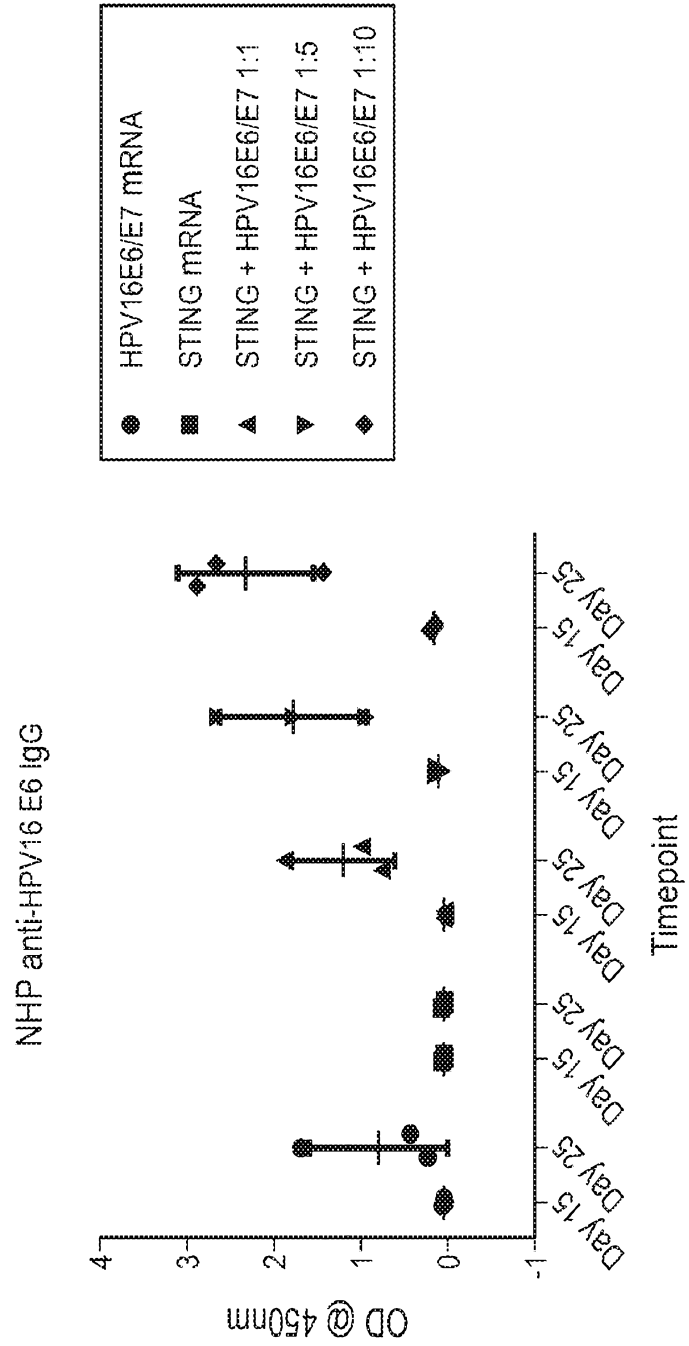 NHP anti-HPV16 E6 IgG
OD @ 450nm
4
3
2
1
0
-1
Day 15
Day 25
Day 15
Day 25
Day 15
Day 25
Day 15
Day 25
Day 15
Day 25
Timepoint
HPV16E6/E7 mRNA
STING mRNA
STING + HPV16E6/E7 1:1
STING + HPV16E6/E7 1:5
STING + HPV16E6/E7 1:10